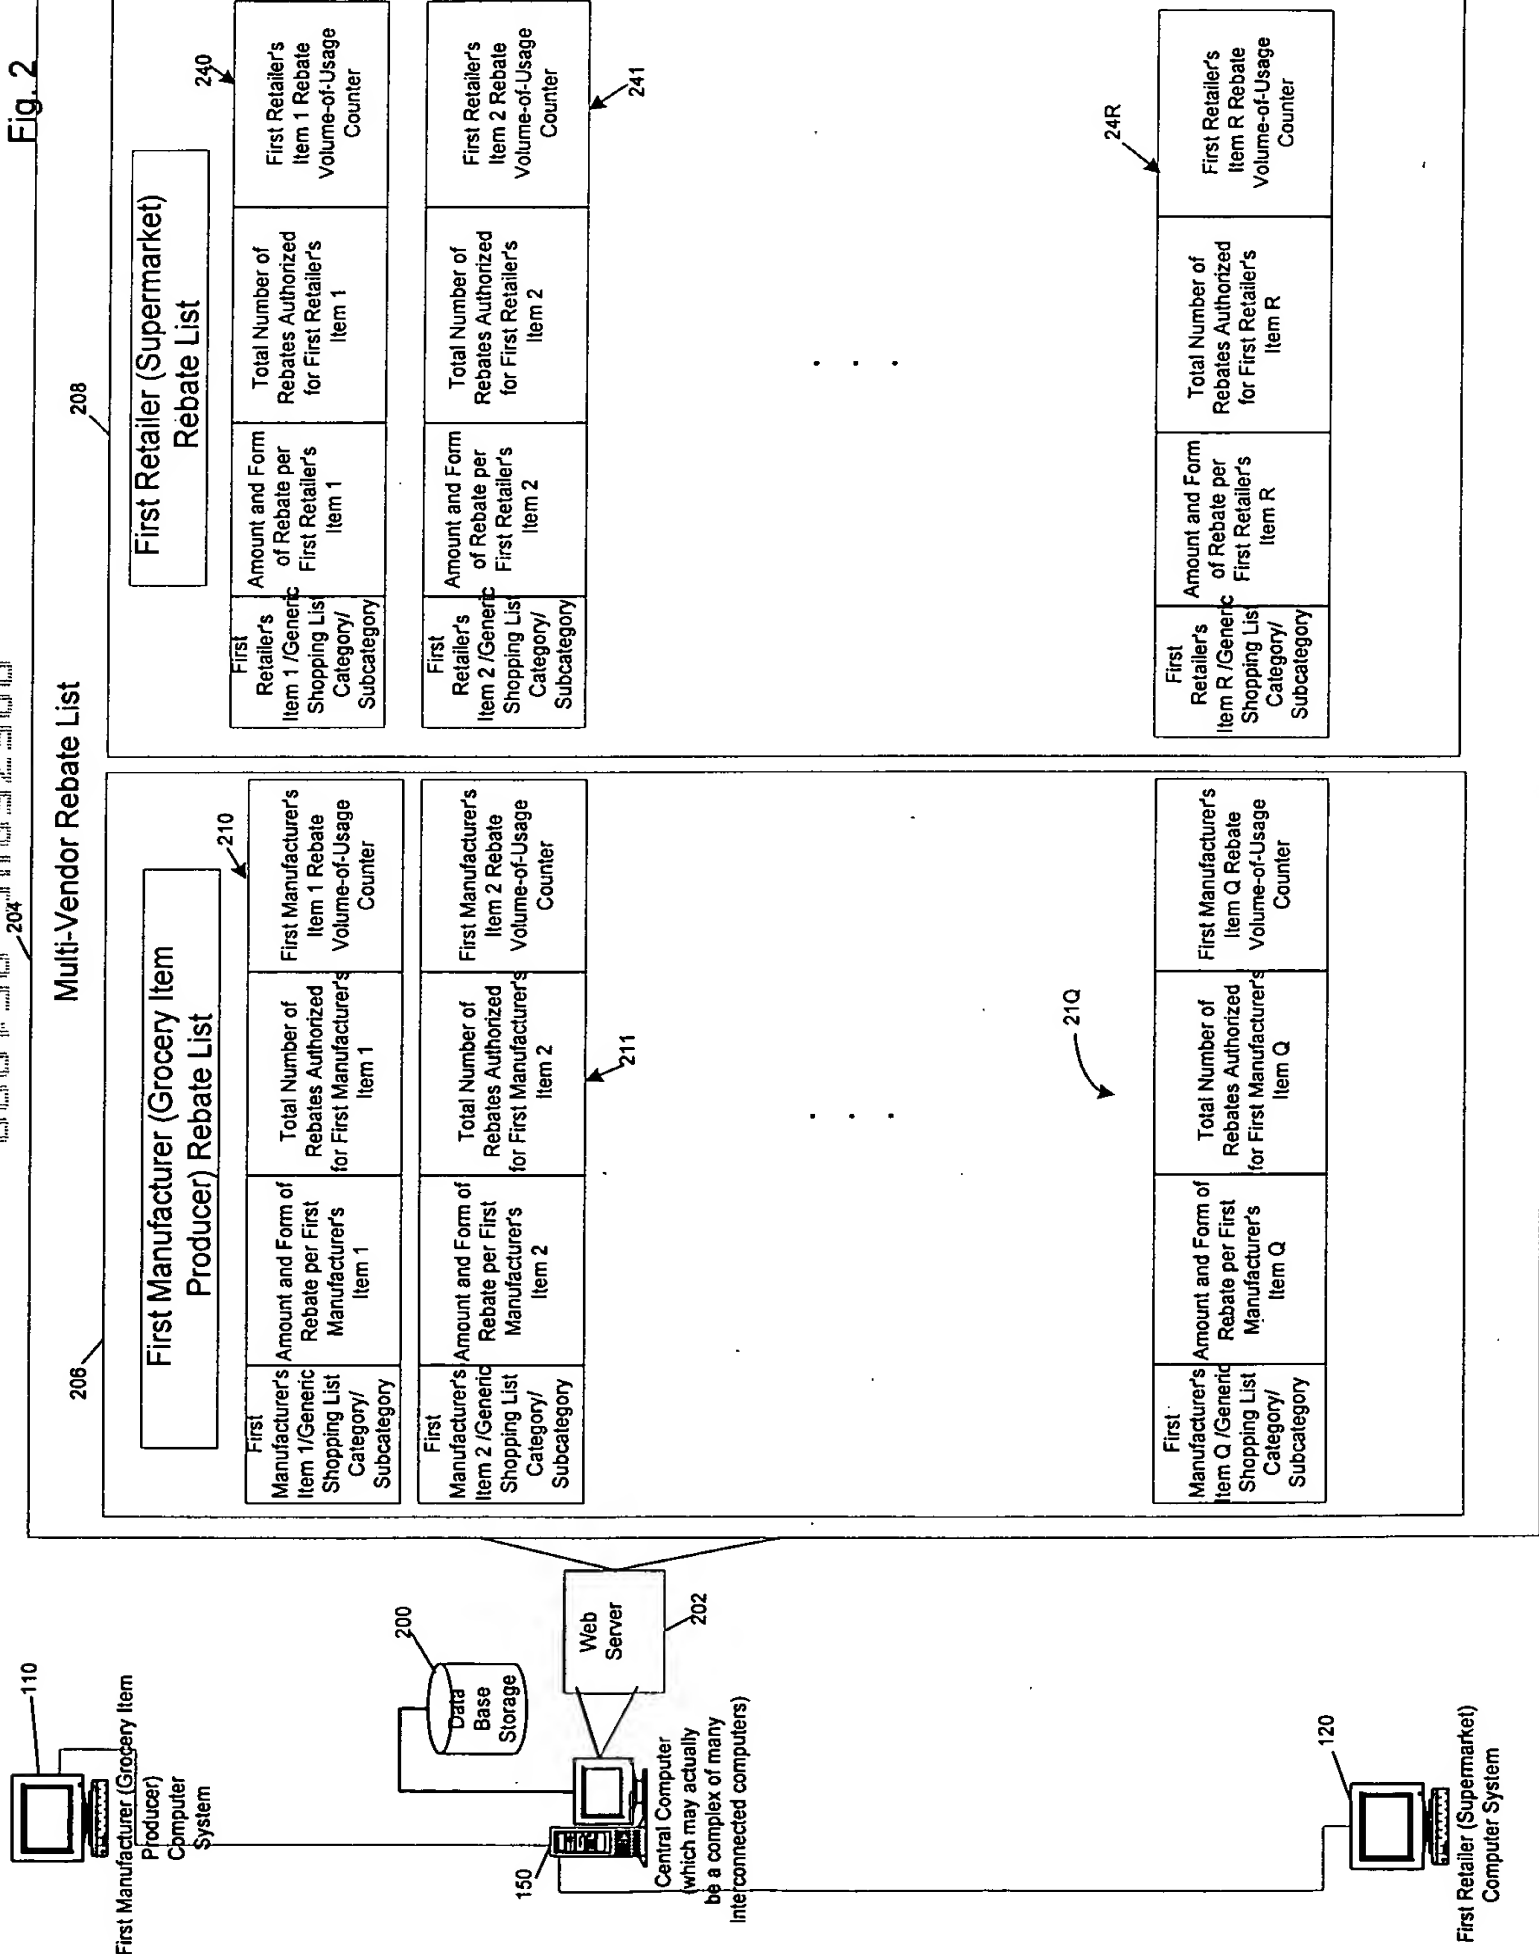 Fig. 2
204
Multi-Vendor Rebate List
206
First Manufacturer (Grocery Item
Producer) Rebate List
210
First
Manufacturer's
Item 1/Generic
Shopping List
Category/
Subcategory
Amount and Form of
Rebate per First
Manufacturer's
Item 1
Total Number of
Rebates Authorized
for First Manufacturer's
Item 1
First Manufacturer's
Item 1 Rebate
Volume-of-Usage
Counter
First
Manufacturer's
Item 2 /Generic
Shopping List
Category/
Subcategory
Amount and Form of
Rebate per First
Manufacturer's
Item 2
Total Number of
Rebates Authorized
for First Manufacturer's
Item 2
First Manufacturer's
Item 2 Rebate
Volume-of-Usage
Counter
211
. . .
21Q
First
Manufacturer's
Item Q /Generic
Shopping List
Category/
Subcategory
Amount and Form of
Rebate per First
Manufacturer's
Item Q
Total Number of
Rebates Authorized
for First Manufacturer's
Item Q
First Manufacturer's
Item Q Rebate
Volume-of-Usage
Counter
208
First Retailer (Supermarket)
Rebate List
240
First
Retailer's
Item 1 /Generic
Shopping List
Category/
Subcategory
Amount and Form
of Rebate per
First Retailer's
Item 1
Total Number of
Rebates Authorized
for First Retailer's
Item 1
First Retailer's
Item 1 Rebate
Volume-of-Usage
Counter
First
Retailer's
Item 2 /Generic
Shopping List
Category/
Subcategory
Amount and Form
of Rebate per
First Retailer's
Item 2
Total Number of
Rebates Authorized
for First Retailer's
Item 2
First Retailer's
Item 2 Rebate
Volume-of-Usage
Counter
241
. . .
24R
First
Retailer's
Item R /Generic
Shopping List
Category/
Subcategory
Amount and Form
of Rebate per
First Retailer's
Item R
Total Number of
Rebates Authorized
for First Retailer's
Item R
First Retailer's
Item R Rebate
Volume-of-Usage
Counter
110
First Manufacturer (Grocery Item
Producer)
Computer
System
200
Data
Base
Storage
Web
Server
202
150
Central Computer
(which may actually
be a complex of many
Interconnected computers)
120
First Retailer (Supermarket)
Computer System